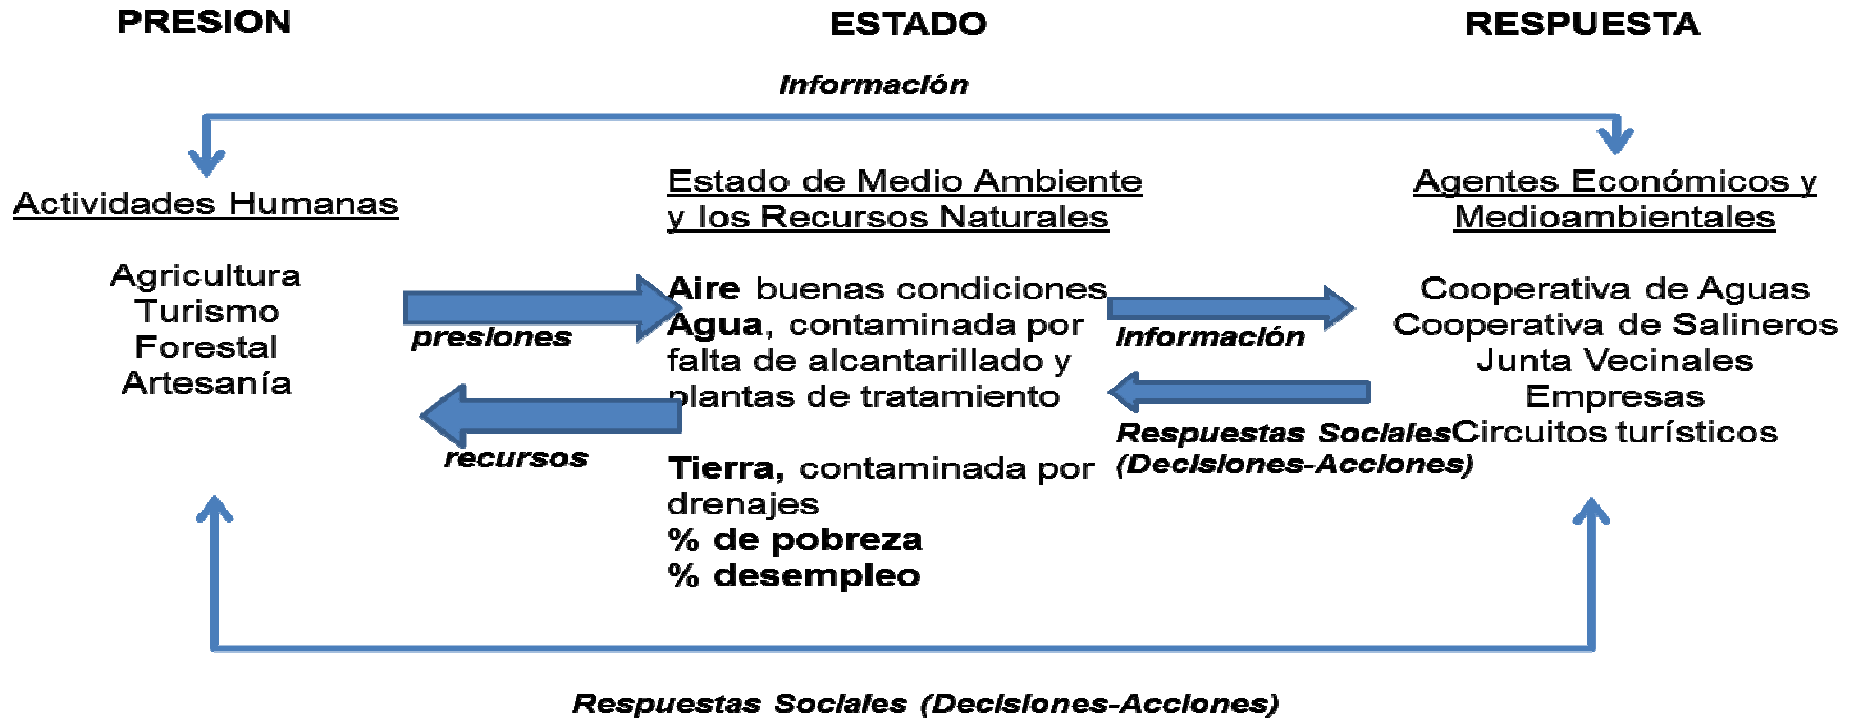 PRESION
ESTADO
RESPUESTA
Información
Actividades Humanas
Agricultura
Turismo
Forestal
Artesanía
presiones
recursos
Estado de Medio Ambiente
y los Recursos Naturales
Aire buenas condiciones
Agua, contaminada por
falta de alcantarillado y
plantas de tratamiento
Tierra, contaminada por
drenajes
% de pobreza
% desempleo
Información
Respuestas Sociales
(Decisiones-Acciones)
Agentes Económicos y
Medioambientales
Cooperativa de Aguas
Cooperativa de Salineros
Junta Vecinales
Empresas
Circuitos turísticos
Respuestas Sociales (Decisiones-Acciones)